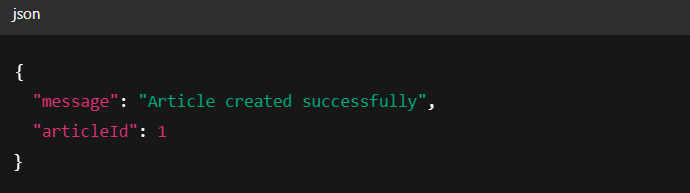 json
{
"message": "Article created successfully",
"articleId": 1
}